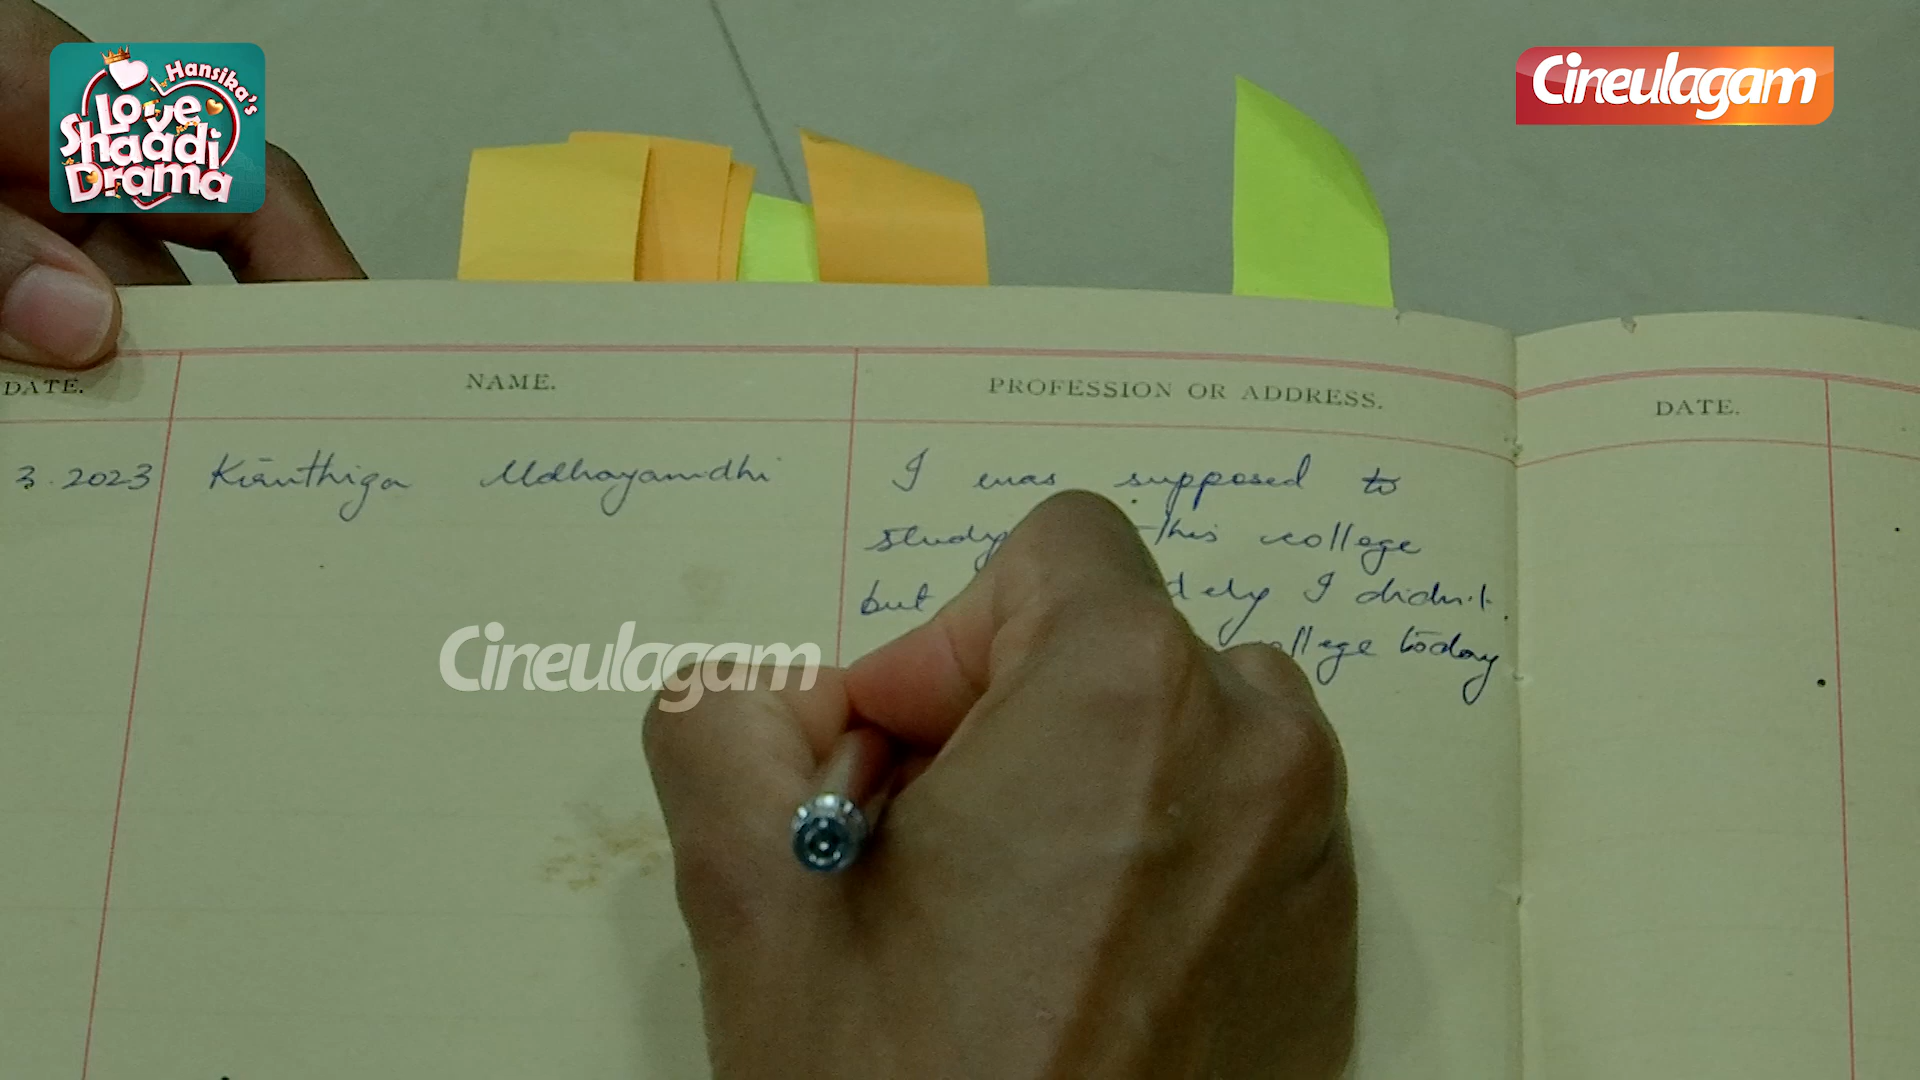 Hansika's
Love
Shaadi
Drama
Cineulagam
DATE. NAME. PROFESSION OR ADDRESS. DATE.
3.2023 Kiruthiga Udhayanidhi I was supposed to
study this college
but I didn't
college today
Cineulagam